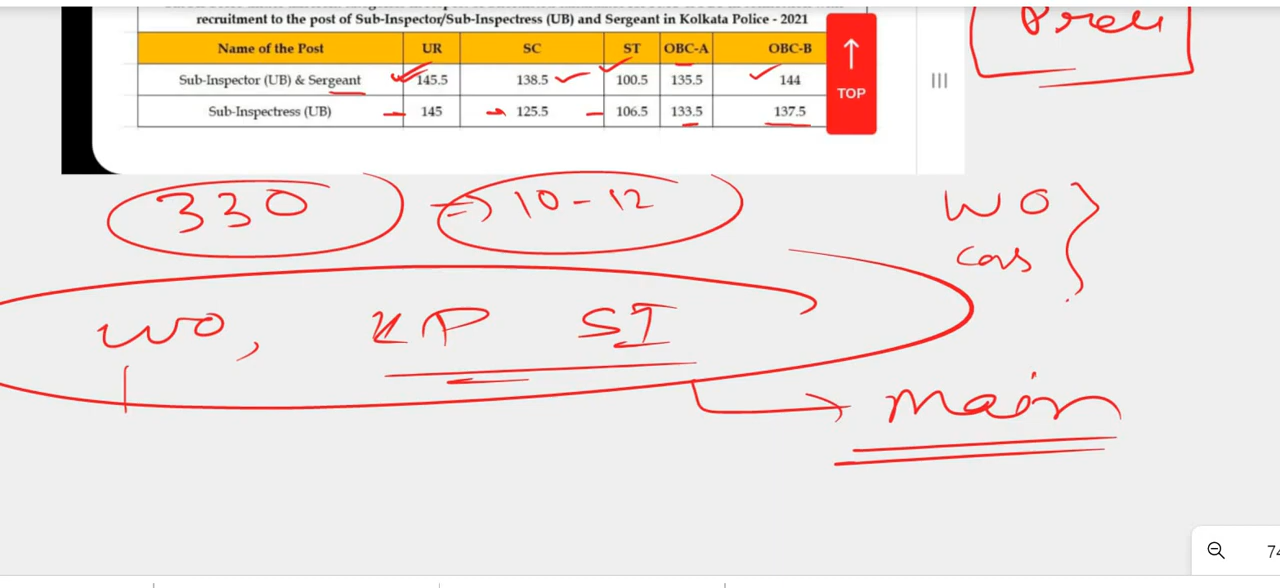 recruitment to the post of Sub-Inspector/Sub-Inspectress (UB) and Sergeant in Kolkata Police - 2021
Name of the Post UR SC ST OBC-A OBC-B
Sub-Inspector (UB) & Sergeant 145.5 138.5 100.5 135.5 144
Sub-Inspectress (UB) 145 125.5 106.5 133.5 137.5
TOP
330 => 10-12
WO
WO, KP SI
Main
74